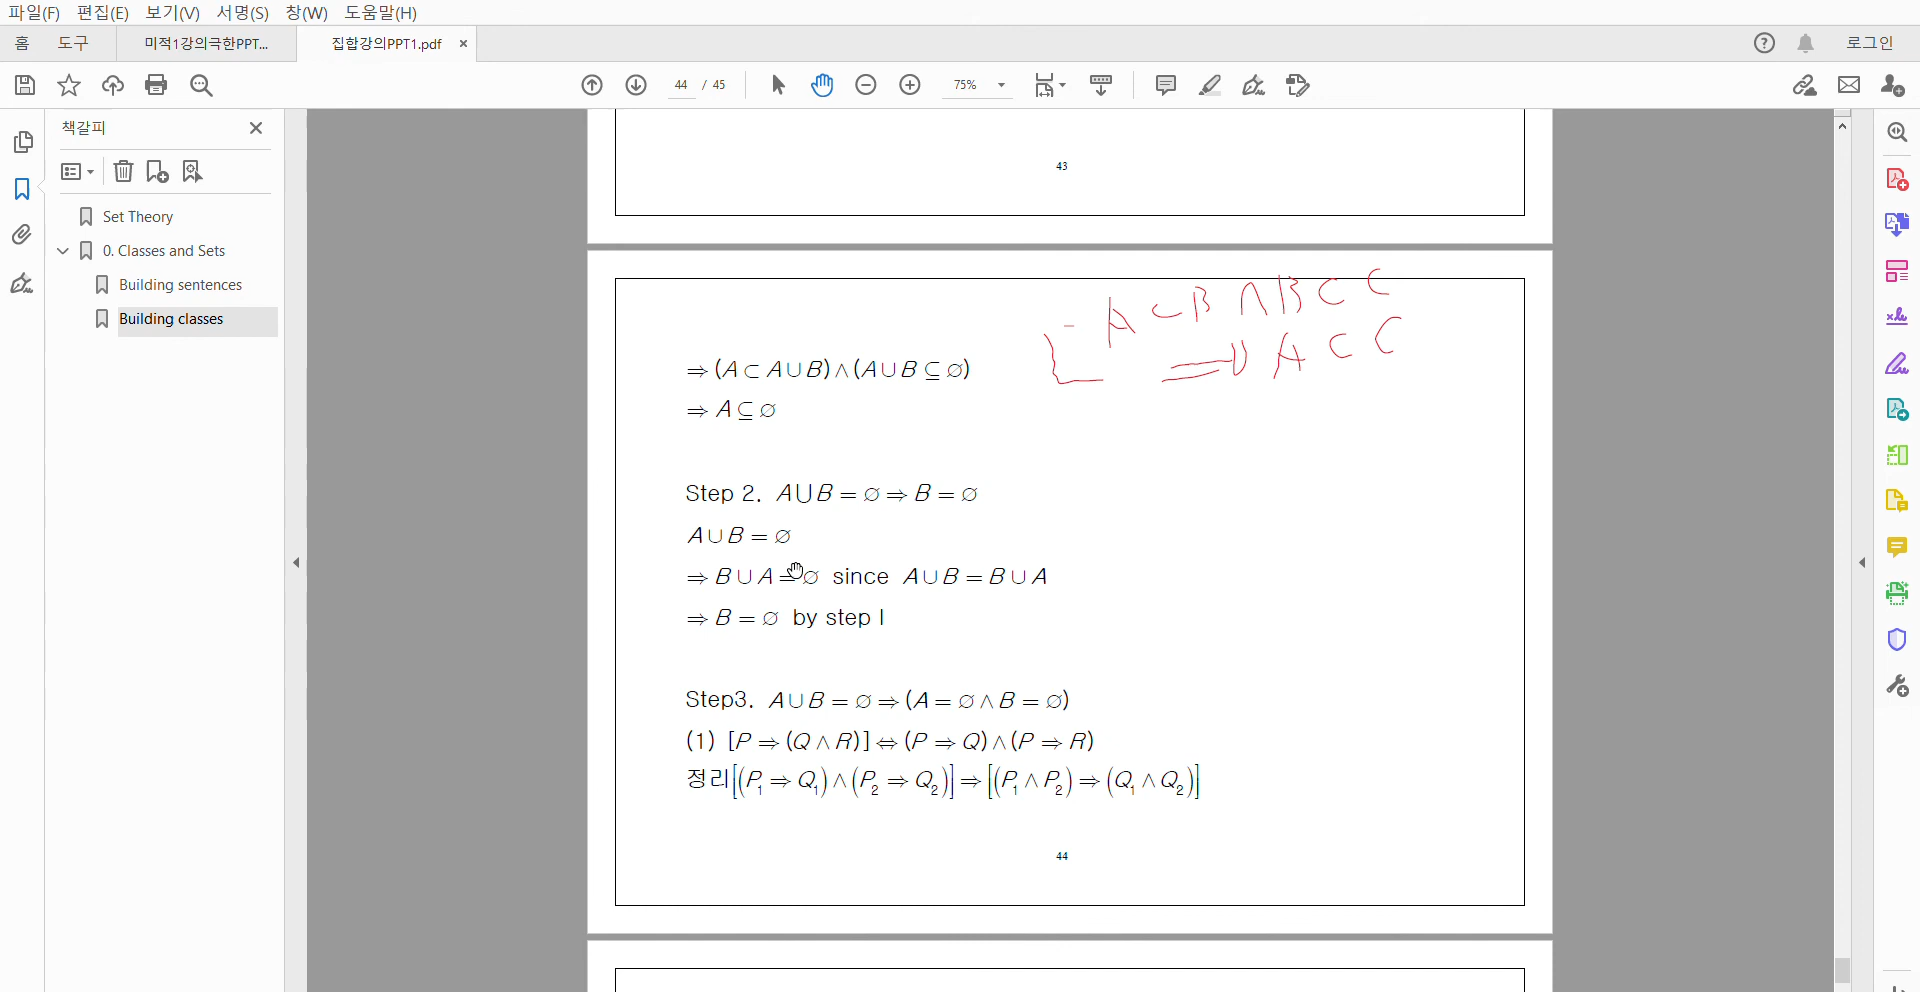 파일(F) 편집(E) 보기(V) 서명(S) 창(W) 도움말(H)
홈 도구 미적1강의극한PPT... 집합강의PPT1.pdf × 로그인
44 / 45 75%
책갈피
Set Theory
0. Classes and Sets
Building sentences
Building classes
43
A ⊂ B ∧ B ⊂ C
⇒ A ⊂ C
⇒ (A ⊂ A∪B) ∧ (A∪B ⊆ ∅)
⇒ A ⊆ ∅
Step 2. A⋃B = ∅ ⇒ B = ∅
A∪B = ∅
⇒ B∪A = ∅ since A∪B = B∪A
⇒ B = ∅ by step I
Step3. A∪B = ∅ ⇒ (A = ∅ ∧ B = ∅)
(1) [P ⇒ (Q ∧ R)] ⇔ (P ⇒ Q) ∧ (P ⇒ R)
정리[(P₁ ⇒ Q₁) ∧ (P₂ ⇒ Q₂)] ⇒ [(P₁ ∧ P₂) ⇒ (Q₁ ∧ Q₂)]
44